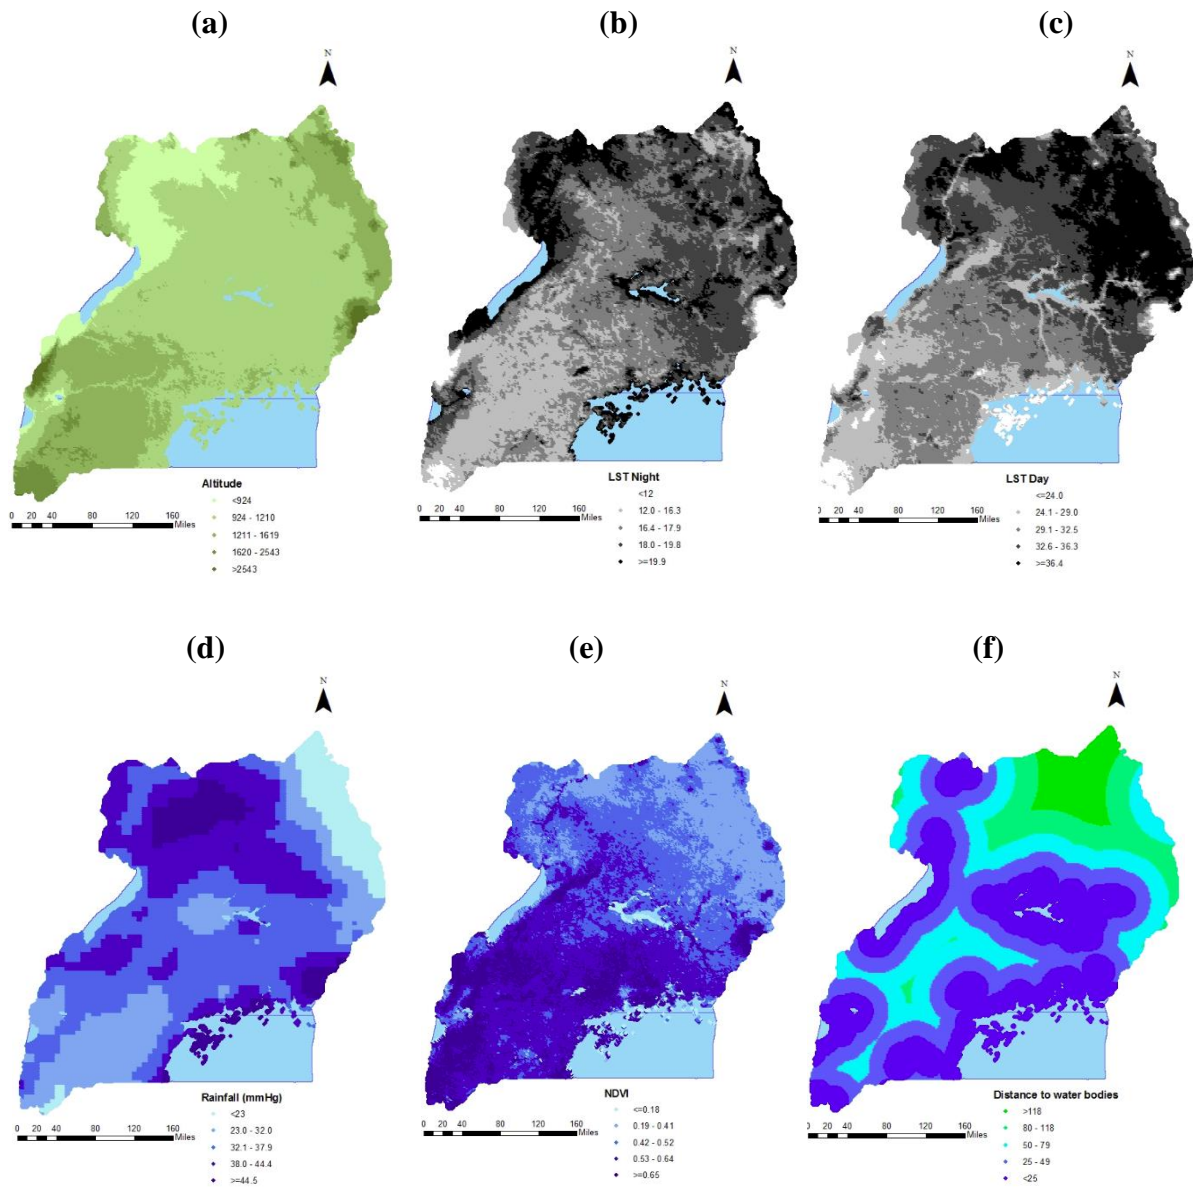 (a)
N
Altitude
<924
924 - 1210
1211 - 1619
1620 - 2543
>2543
0 20 40 80 120 160
Miles
(b)
N
LST Night
<12
12.0 - 16.3
16.4 - 17.9
18.0 - 19.8
>=19.9
0 20 40 80 120 160
Miles
(c)
N
LST Day
<=24.0
24.1 - 29.0
29.1 - 32.5
32.6 - 36.3
>=36.4
0 20 40 80 120 160
Miles
(d)
N
Rainfall (mmHg)
<23
23.0 - 32.0
32.1 - 37.9
38.0 - 44.4
>=44.5
0 20 40 80 120 160
Miles
(e)
N
NDVI
<=0.18
0.19 - 0.41
0.42 - 0.52
0.53 - 0.64
>=0.65
0 20 40 80 120 160
Miles
(f)
N
Distance to water bodies
>118
80 - 118
50 - 79
25 - 49
<25
0 20 40 80 120 160
Miles